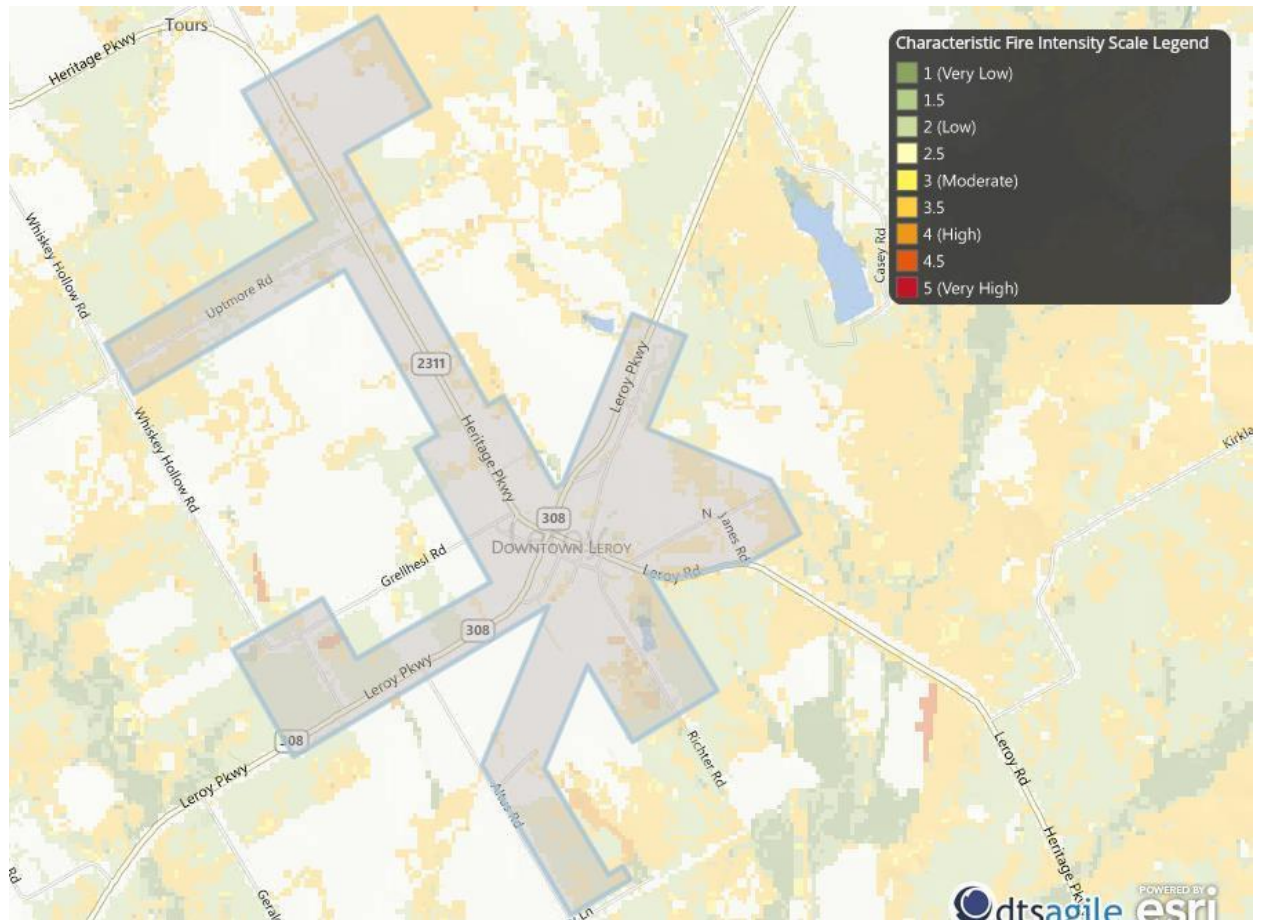 Tours
Heritage Pkwy
Characteristic Fire Intensity Scale Legend
1 (Very Low)
1.5
2 (Low)
2.5
3 (Moderate)
3.5
4 (High)
4.5
5 (Very High)
Casey Rd
Whiskey Hollow Rd
Uptmore Rd
2311
Leroy Pkwy
Whiskey Hollow Rd
Heritage Pkwy
308
N
Janes Rd
DOWNTOWN LEROY
Leroy Rd
Grellhesl Rd
308
Leroy Pkwy
308
Leroy Pkwy
Altus Rd
Richter Rd
Leroy Rd
Heritage
Rd
Ln
dtsagile
POWERED BY
esri